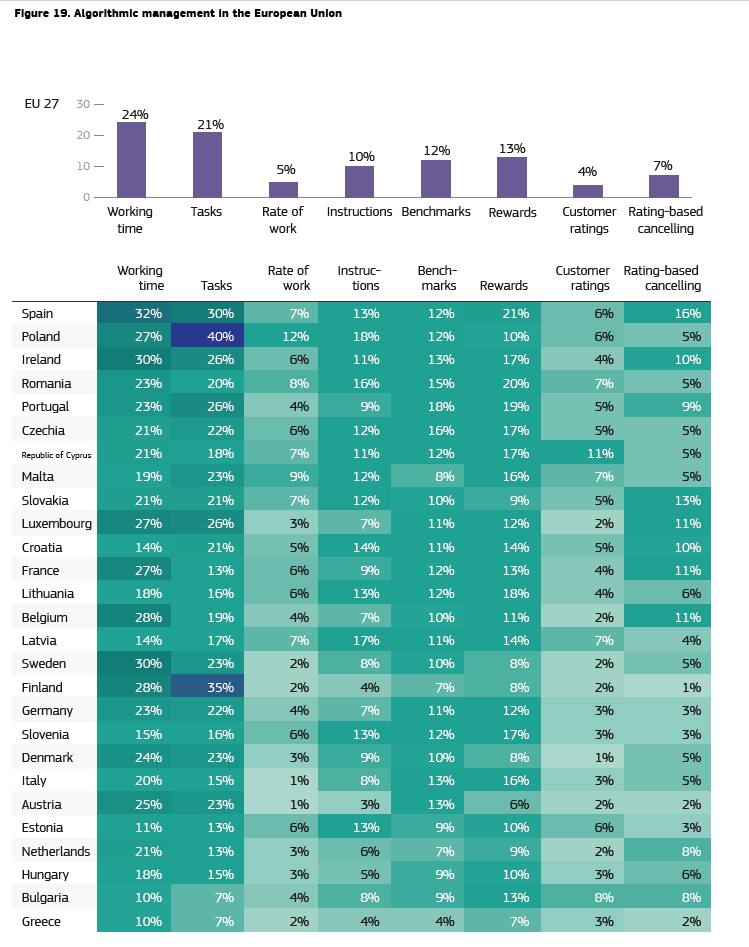 Figure 19. Algorithmic management in the European Union
EU 27
30
20
10
0
24%
21%
5%
10%
12%
13%
4%
7%
Working time
Tasks
Rate of work
Instructions
Benchmarks
Rewards
Customer ratings
Rating-based cancelling
Working time Tasks Rate of work Instruc-tions Bench-marks Rewards Customer ratings Rating-based cancelling
Spain 32% 30% 7% 13% 12% 21% 6% 16%
Poland 27% 40% 12% 18% 12% 10% 6% 5%
Ireland 30% 26% 6% 11% 13% 17% 4% 10%
Romania 23% 20% 8% 16% 15% 20% 7% 5%
Portugal 23% 26% 4% 9% 18% 19% 5% 9%
Czechia 21% 22% 6% 12% 16% 17% 5% 5%
Republic of Cyprus 21% 18% 7% 11% 12% 17% 11% 5%
Malta 19% 23% 9% 12% 8% 16% 7% 5%
Slovakia 21% 21% 7% 12% 10% 9% 5% 13%
Luxembourg 27% 26% 3% 7% 11% 12% 2% 11%
Croatia 14% 21% 5% 14% 11% 14% 5% 10%
France 27% 13% 6% 9% 12% 13% 4% 11%
Lithuania 18% 16% 6% 13% 12% 18% 4% 6%
Belgium 28% 19% 4% 7% 10% 11% 2% 11%
Latvia 14% 17% 7% 17% 11% 14% 7% 4%
Sweden 30% 23% 2% 8% 10% 8% 2% 5%
Finland 28% 35% 2% 4% 7% 8% 2% 1%
Germany 23% 22% 4% 7% 11% 12% 3% 3%
Slovenia 15% 16% 6% 13% 12% 17% 3% 3%
Denmark 24% 23% 3% 9% 10% 8% 1% 5%
Italy 20% 15% 1% 8% 13% 16% 3% 5%
Austria 25% 23% 1% 3% 13% 6% 2% 2%
Estonia 11% 13% 6% 13% 9% 10% 6% 3%
Netherlands 21% 13% 3% 6% 7% 9% 2% 8%
Hungary 18% 15% 3% 5% 9% 10% 3% 6%
Bulgaria 10% 7% 4% 8% 9% 13% 8% 8%
Greece 10% 7% 2% 4% 4% 7% 3% 2%